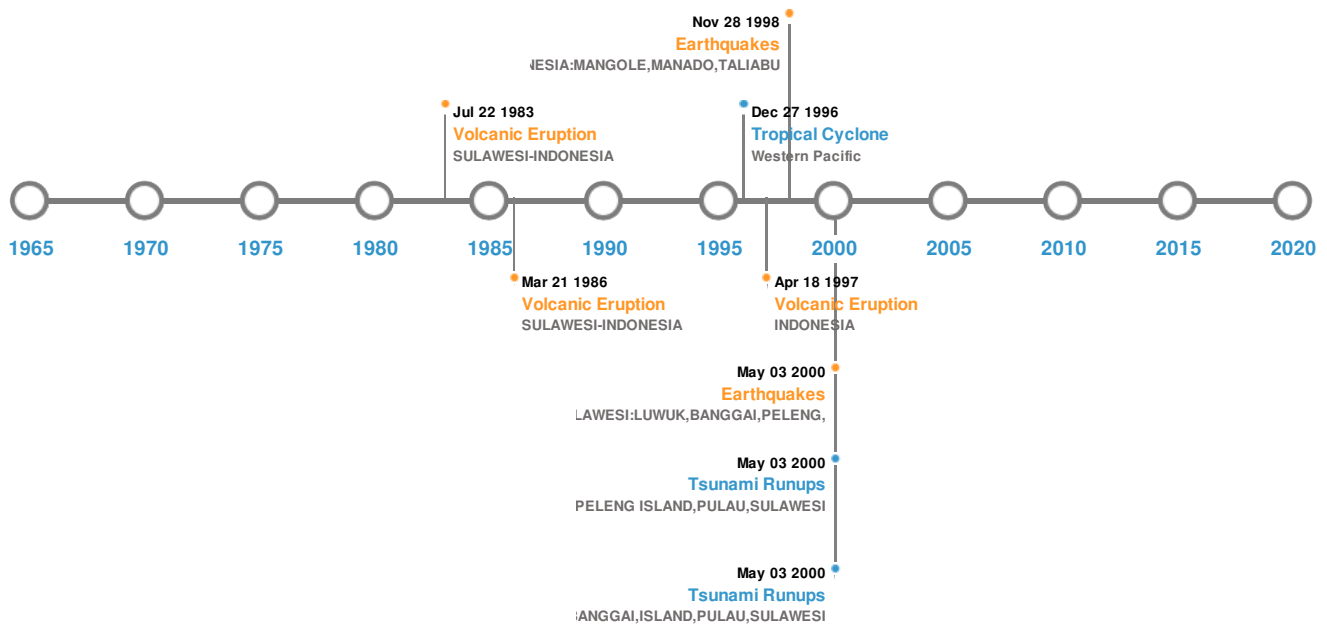 Nov 28 1998
Earthquakes
MANGOLE,MANADO,TALIABU
Jul 22 1983
Volcanic Eruption
SULAWESI-INDONESIA
Dec 27 1996
Tropical Cyclone
Western Pacific
1965 1970 1975 1980 1985 1990 1995 2000 2005 2010 2015 2020
Mar 21 1986
Volcanic Eruption
SULAWESI-INDONESIA
Apr 18 1997
Volcanic Eruption
INDONESIA
May 03 2000
Earthquakes
LUWUK,BANGGAI,PELENG,
May 03 2000
Tsunami Runups
PELENG ISLAND,PULAU,SULAWESI
May 03 2000
Tsunami Runups
ISLAND,PULAU,SULAWESI